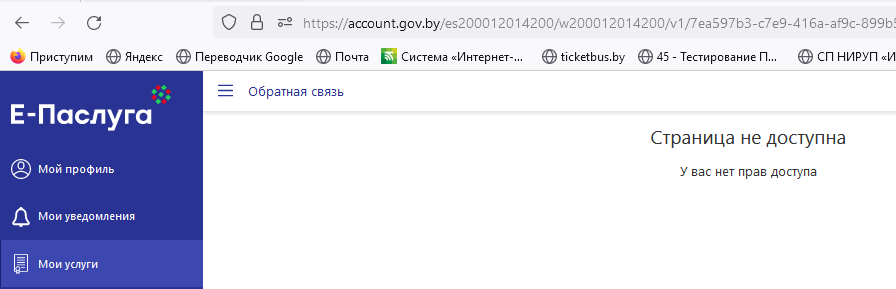 https://account.gov.by/es200012014200/w200012014200/v1/7ea597b3-c7e9-416a-af9c-899b5
Приступим Яндекс Переводчик Google Почта Система «Интернет-... ticketbus.by 45 - Тестирование П... СП НИРУП «И
Е-Паслуга
Обратная связь
Страница не доступна
У вас нет прав доступа
Мой профиль
Мои уведомления
Мои услуги